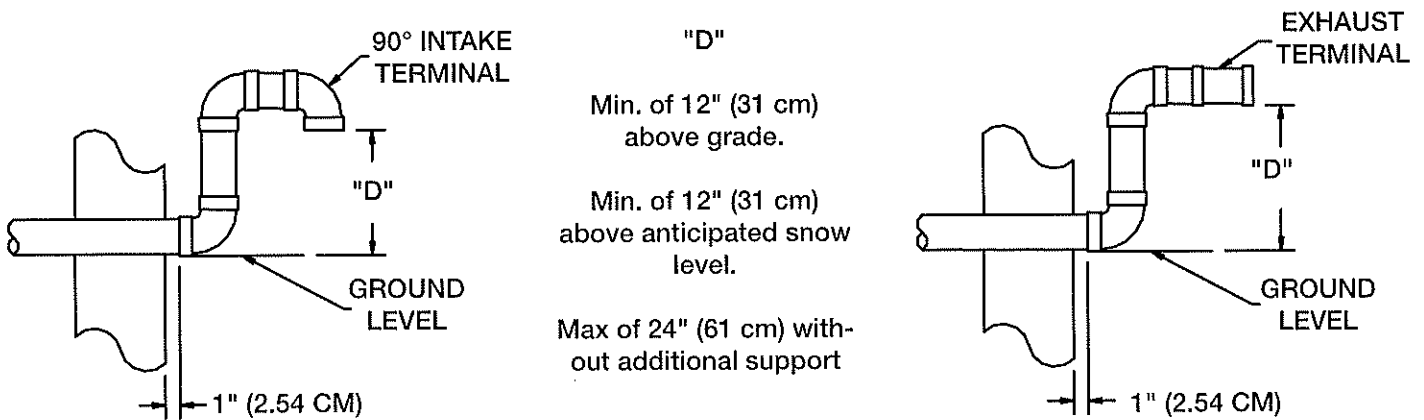 90° INTAKE
TERMINAL
"D"
GROUND
LEVEL
1" (2.54 CM)
"D"
Min. of 12" (31 cm)
above grade.
Min. of 12" (31 cm)
above anticipated snow
level.
Max of 24" (61 cm) with-
out additional support
EXHAUST
TERMINAL
"D"
GROUND
LEVEL
1" (2.54 CM)